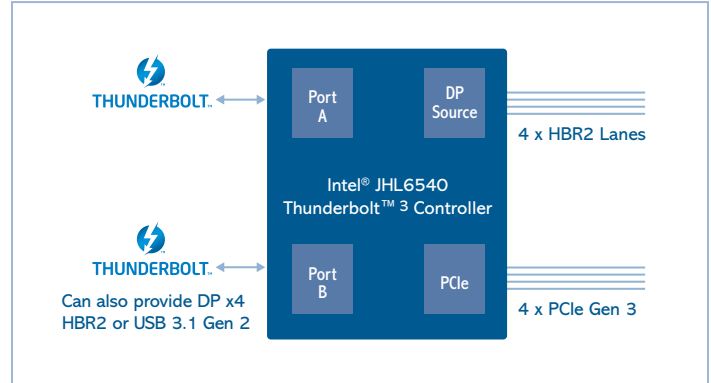 THUNDERBOLT™
Port
A
DP
Source
4 x HBR2 Lanes
Intel® JHL6540
Thunderbolt™ 3 Controller
THUNDERBOLT™
Can also provide DP x4
HBR2 or USB 3.1 Gen 2
Port
B
PCIe
4 x PCIe Gen 3